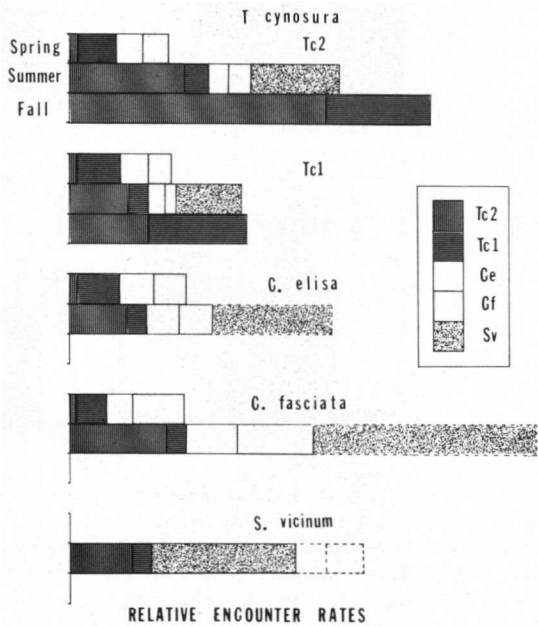 T cynosura
Spring
Tc2
Summer
Fall
Tc1
Tc2
Tc1
Ce
Cf
Sv
C. elisa
C. fasciata
S. vicinum
RELATIVE ENCOUNTER RATES